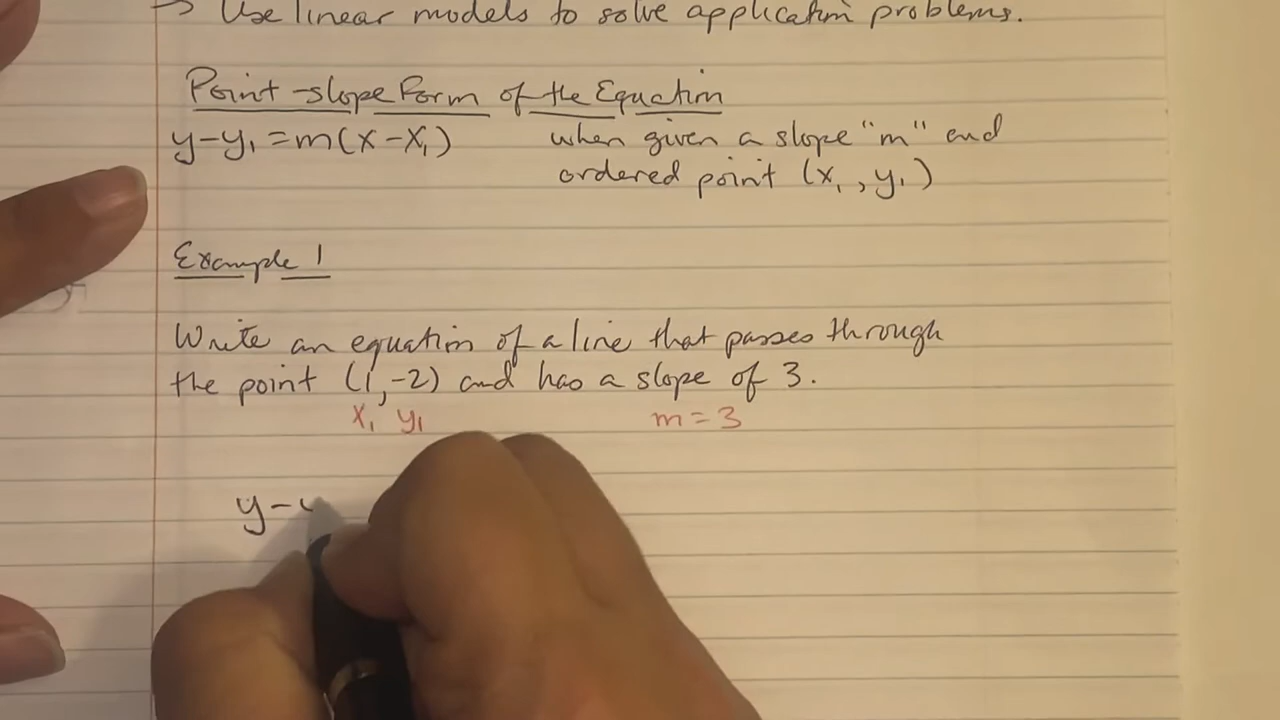 → Use linear models to solve application problems.
Point-slope Form of the Equation
y-y₁=m(x-x₁) when given a slope "m" and
ordered point (x₁, y₁)
Example 1
Write an equation of a line that passes through
the point (1,-2) and has a slope of 3.
x₁ y₁ m=3
y-